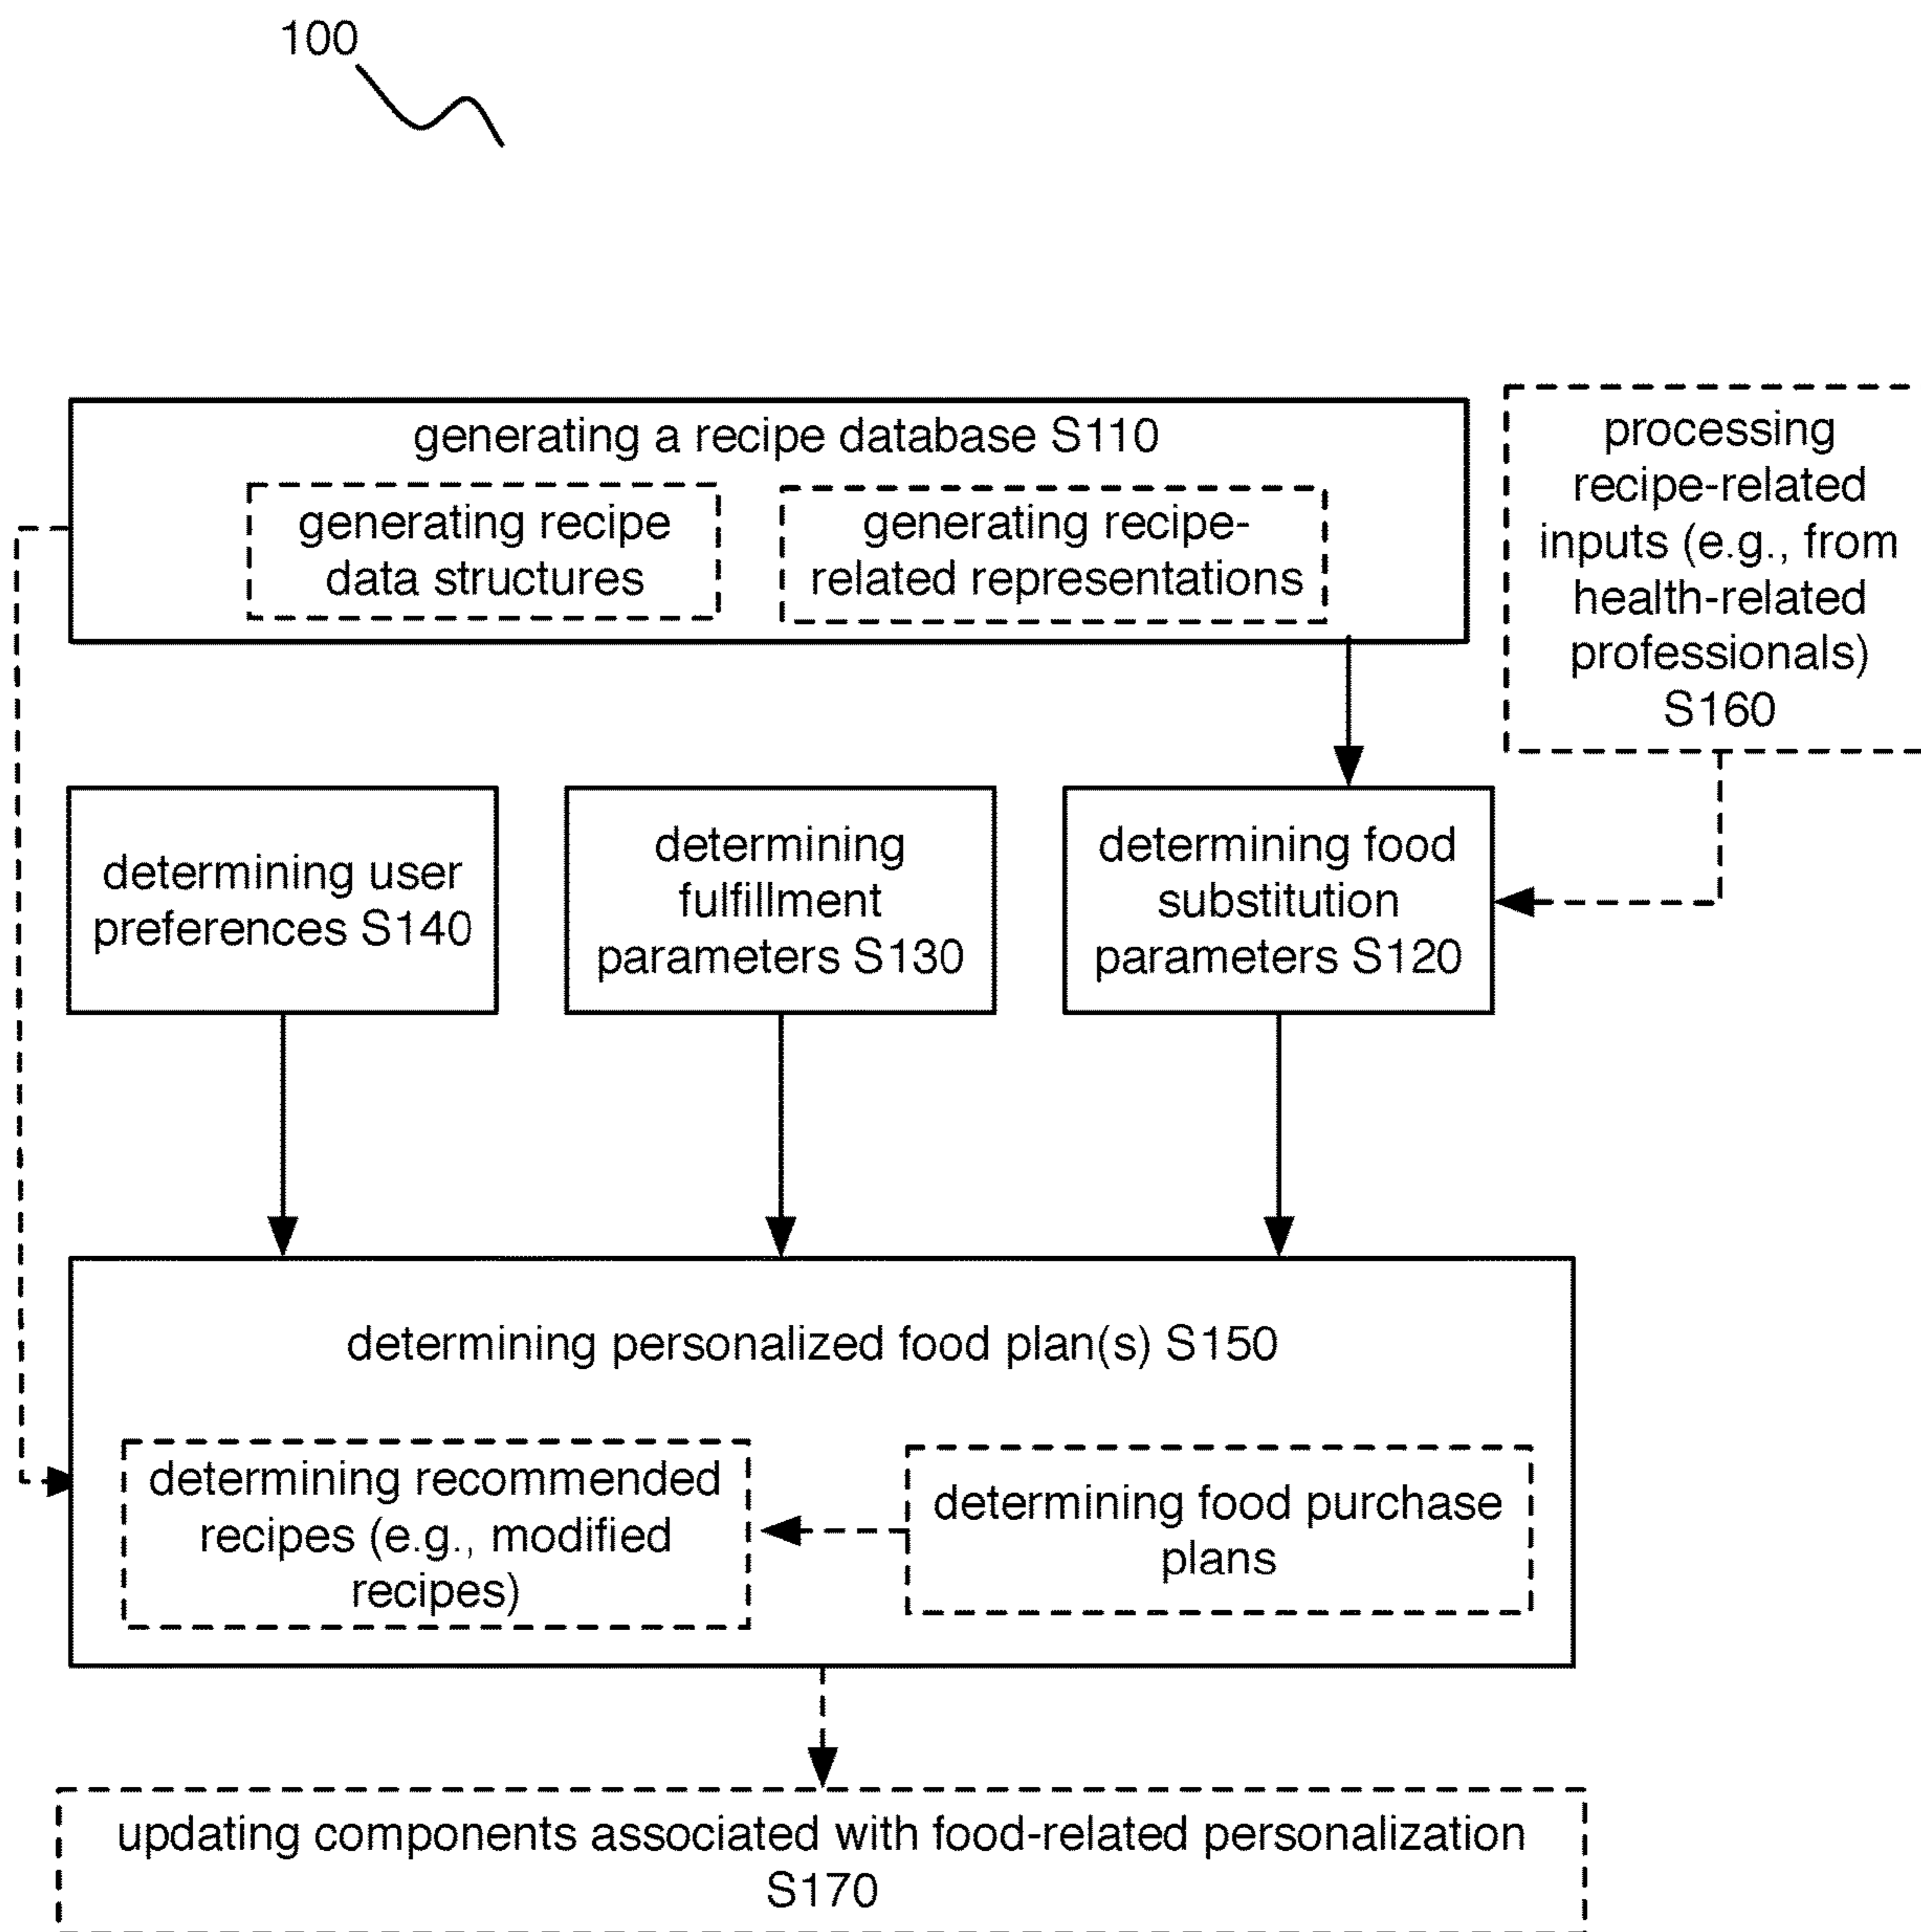 100
generating a recipe database S110
generating recipe
data structures
generating recipe-
related representations
processing
recipe-related
inputs (e.g., from
health-related
professionals)
S160
determining user
preferences S140
determining
fulfillment
parameters S130
determining food
substitution
parameters S120
determining personalized food plan(s) S150
determining recommended
recipes (e.g., modified
recipes)
determining food purchase
plans
updating components associated with food-related personalization
S170